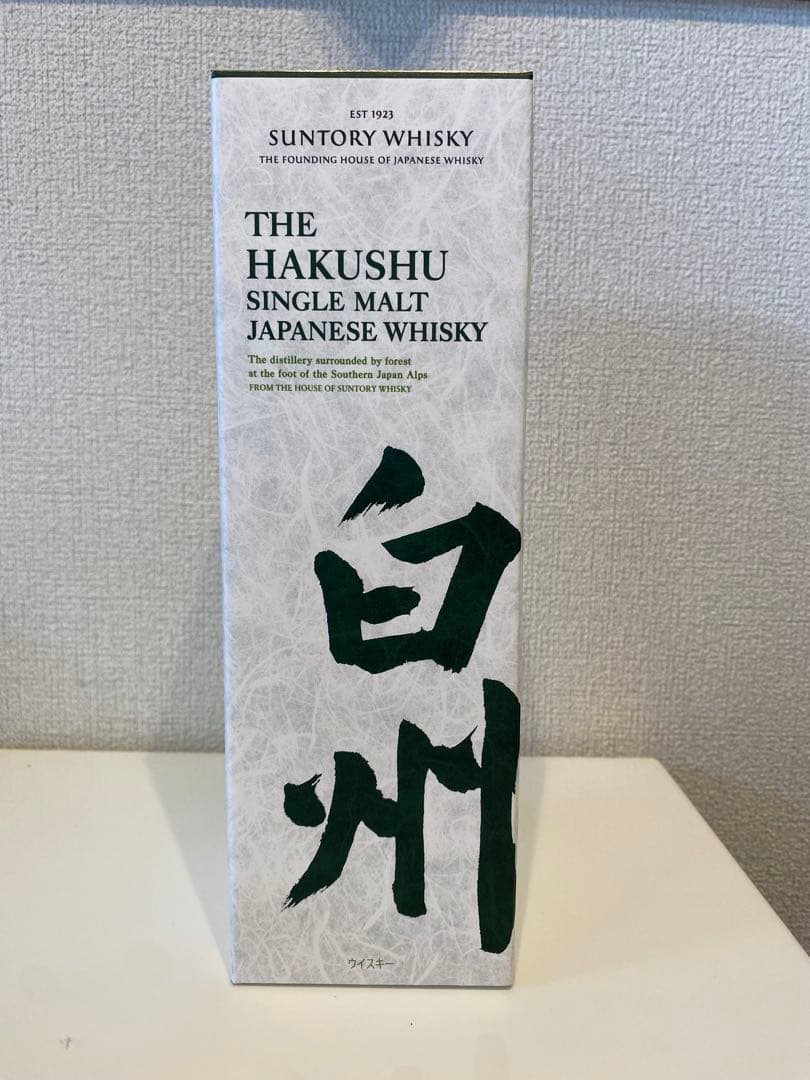 EST 1923
SUNTORY WHISKY
THE FOUNDING HOUSE OF JAPANESE WHISKY
THE
HAKUSHU
SINGLE MALT
JAPANESE WHISKY
The distillery surrounded by forest
at the foot of the Southern Japan Alps
FROM THE HOUSE OF SUNTORY WHISKY
白州
ウイスキー